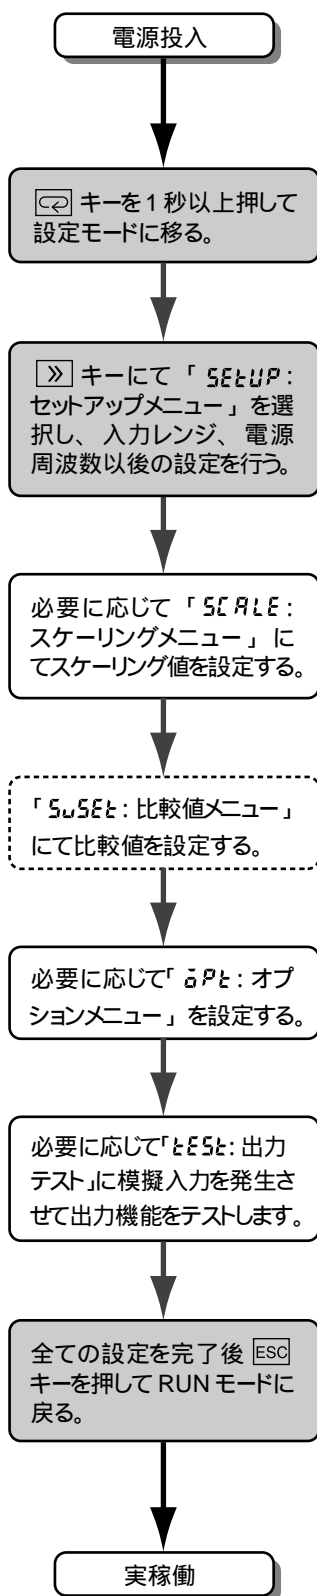 電源投入
キーを1秒以上押して
設定モードに移る。
» キーにて「SEtUP:
セットアップメニュー」を選
択し、入力レンジ、電源
周波数以後の設定を行う。
必要に応じて「SCALE:
スケーリングメニュー」に
てスケーリング値を設定する。
「SvSEt:比較値メニュー」
にて比較値を設定する。
必要に応じて「oPt:オプ
ションメニュー」を設定する。
必要に応じて「tESt:出力
テスト」に模擬入力を発生さ
せて出力機能をテストします。
全ての設定を完了後 ESC
キーを押して RUN モードに
戻る。
実稼働